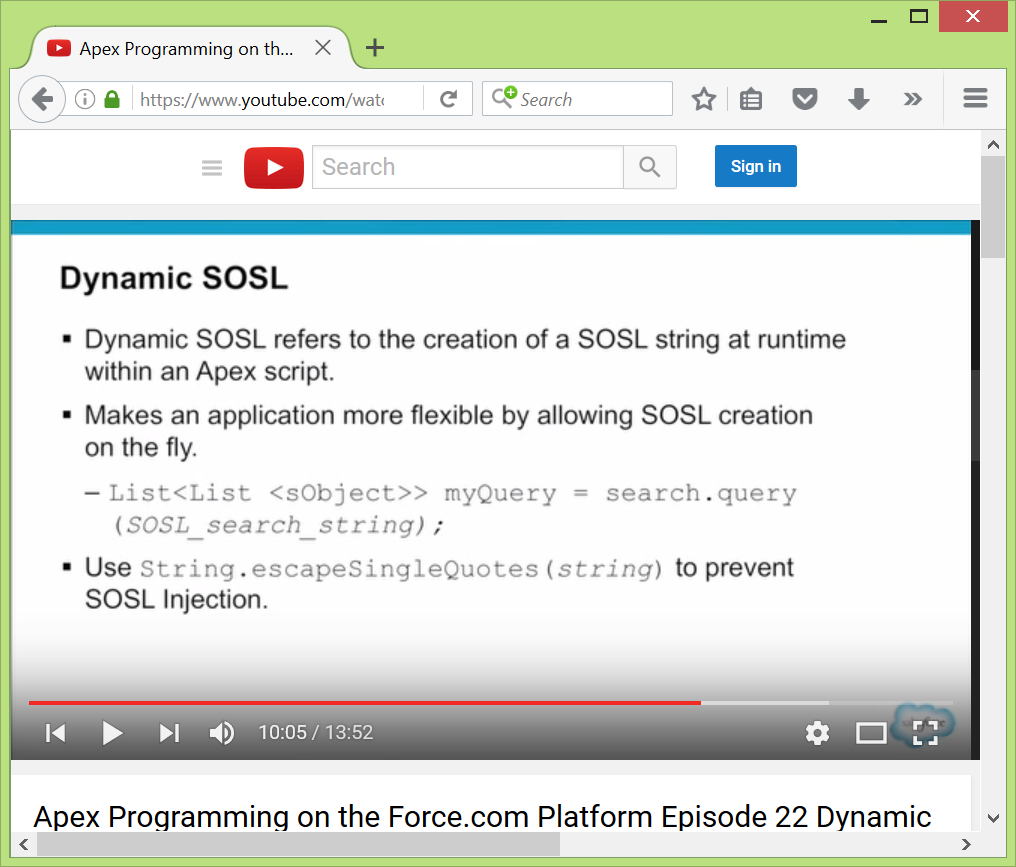 Apex Programming on th...
https://www.youtube.com/wat
Search
Search
Sign in
Dynamic SOSL
▪ Dynamic SOSL refers to the creation of a SOSL string at runtime
within an Apex script.
▪ Makes an application more flexible by allowing SOSL creation
on the fly.
– List<List <sObject>> myQuery = search.query
(SOSL_search_string);
▪ Use String.escapeSingleQuotes(string) to prevent
SOSL Injection.
10:05 / 13:52
Apex Programming on the Force.com Platform Episode 22 Dynamic